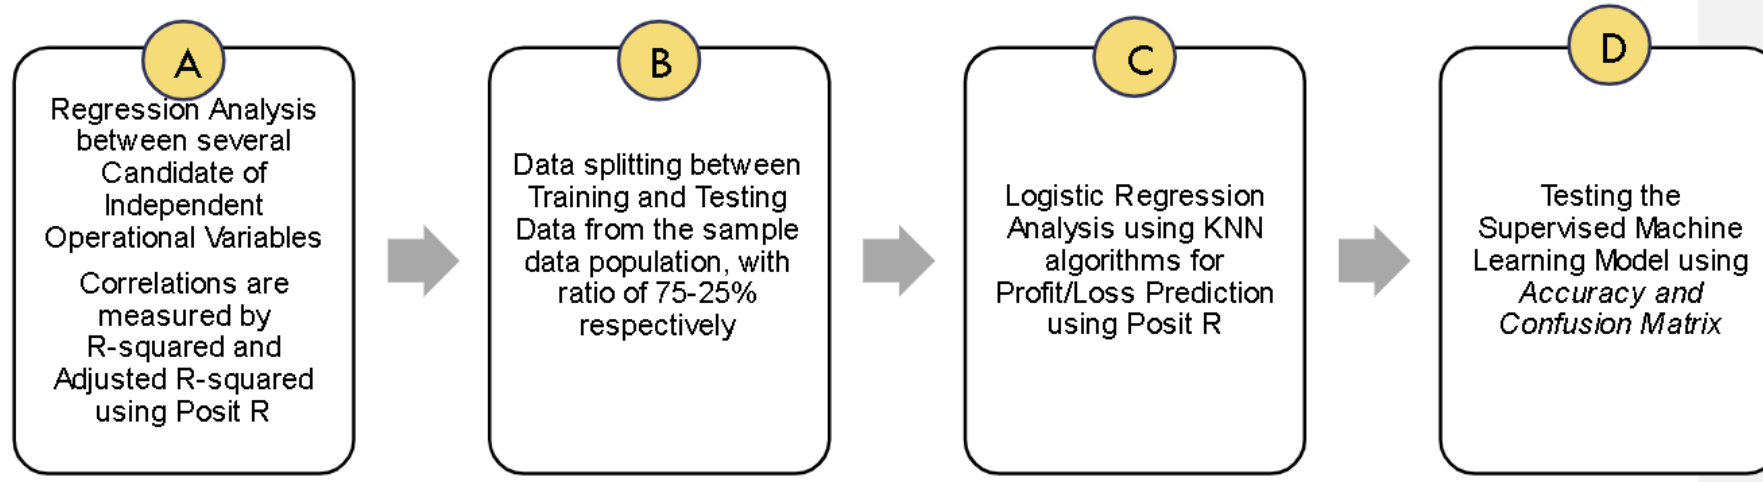 A
Regression Analysis
between several
Candidate of
Independent
Operational Variables
Correlations are
measured by
R-squared and
Adjusted R-squared
using Posit R
B
Data splitting between
Training and Testing
Data from the sample
data population, with
ratio of 75-25%
respectively
C
Logistic Regression
Analysis using KNN
algorithms for
Profit/Loss Prediction
using Posit R
D
Testing the
Supervised Machine
Learning Model using
Accuracy and
Confusion Matrix